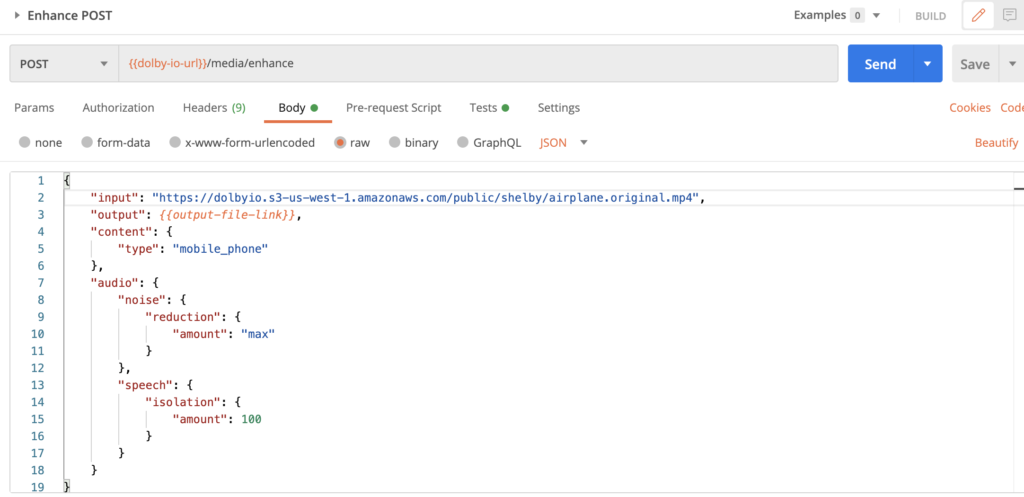 Enhance POST Examples 0 BUILD
POST {{dolby-io-url}}/media/enhance Send Save
Params Authorization Headers (9) Body Pre-request Script Tests Settings Cookies Code
none form-data x-www-form-urlencoded raw binary GraphQL JSON Beautify
1 {
2 "input": "https://dolbyio.s3-us-west-1.amazonaws.com/public/shelby/airplane.original.mp4",
3 "output": {{output-file-link}},
4 "content": {
5 "type": "mobile_phone"
6 },
7 "audio": {
8 "noise": {
9 "reduction": {
10 "amount": "max"
11 }
12 },
13 "speech": {
14 "isolation": {
15 "amount": 100
16 }
17 }
18 }
19 }